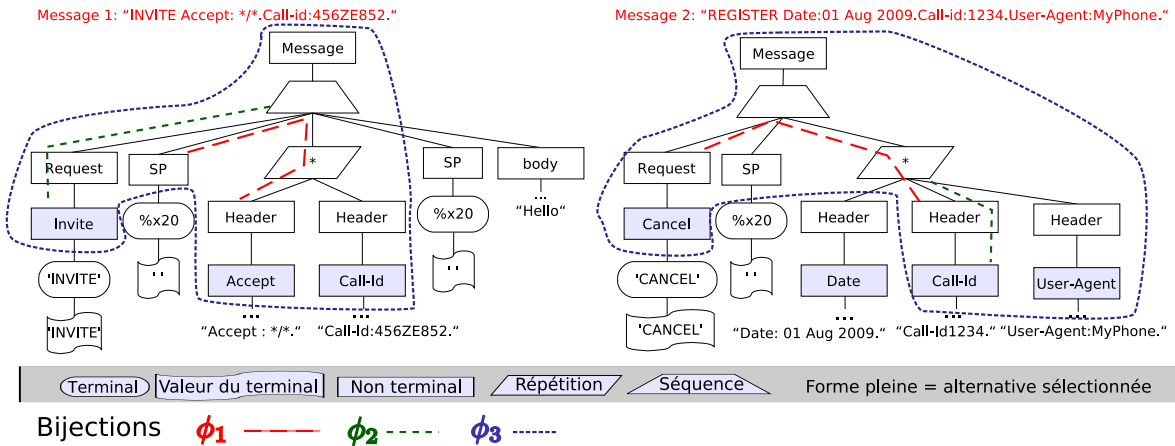 Message 1: "INVITE Accept: */*.Call-id:456ZE852."
Message 2: "REGISTER Date:01 Aug 2009.Call-id:1234.User-Agent:MyPhone."
Message
Message
Request SP * SP body
Request SP *
...
"Hello"
Invite %x20 Header Header %x20
Cancel %x20 Header Header Header
'INVITE' ' ' Accept Call-Id ' '
'CANCEL' ' ' Date Call-Id User-Agent
... ...
... ... ...
'INVITE' "Accept : */*." "Call-Id:456ZE852."
'CANCEL' "Date: 01 Aug 2009." "Call-Id1234." "User-Agent:MyPhone."
Terminal Valeur du terminal Non terminal Répétition Séquence Forme pleine = alternative sélectionnée
Bijections ϕ1 ϕ2 ϕ3